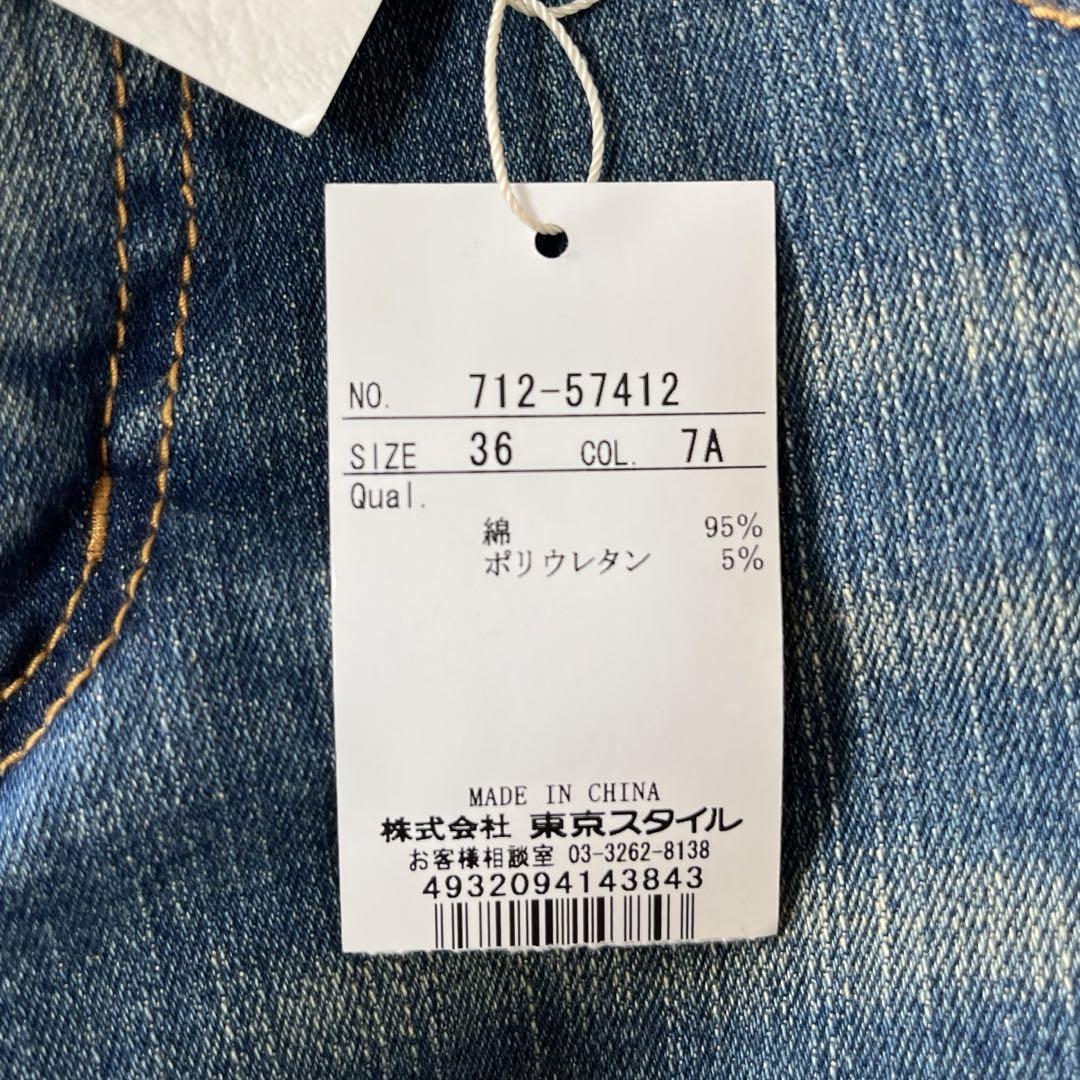 NO. 712-57412
SIZE 36 COL. 7A
Qual.
綿 95%
ポリウレタン 5%
MADE IN CHINA
株式会社 東京スタイル
お客様相談室 03-3262-8138
4932094143843